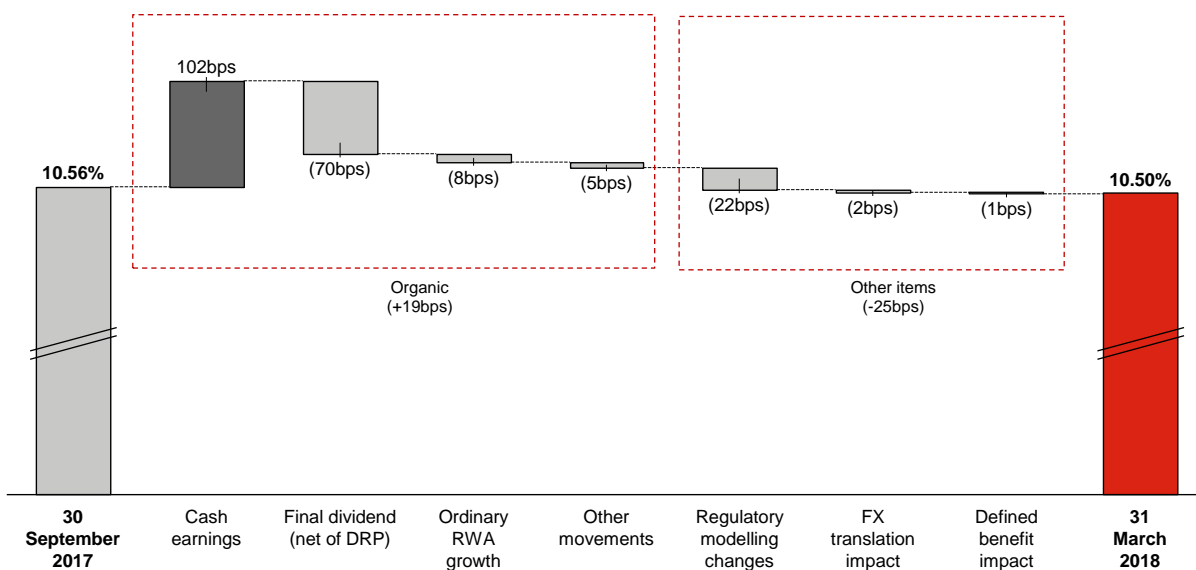 102bps
10.56%
(70bps)
(8bps)
(5bps)
(22bps)
(2bps)
(1bps)
10.50%
Organic
(+19bps)
Other items
(-25bps)
30
September
2017
Cash
earnings
Final dividend
(net of DRP)
Ordinary
RWA
growth
Other
movements
Regulatory
modelling
changes
FX
translation
impact
Defined
benefit
impact
31
March
2018